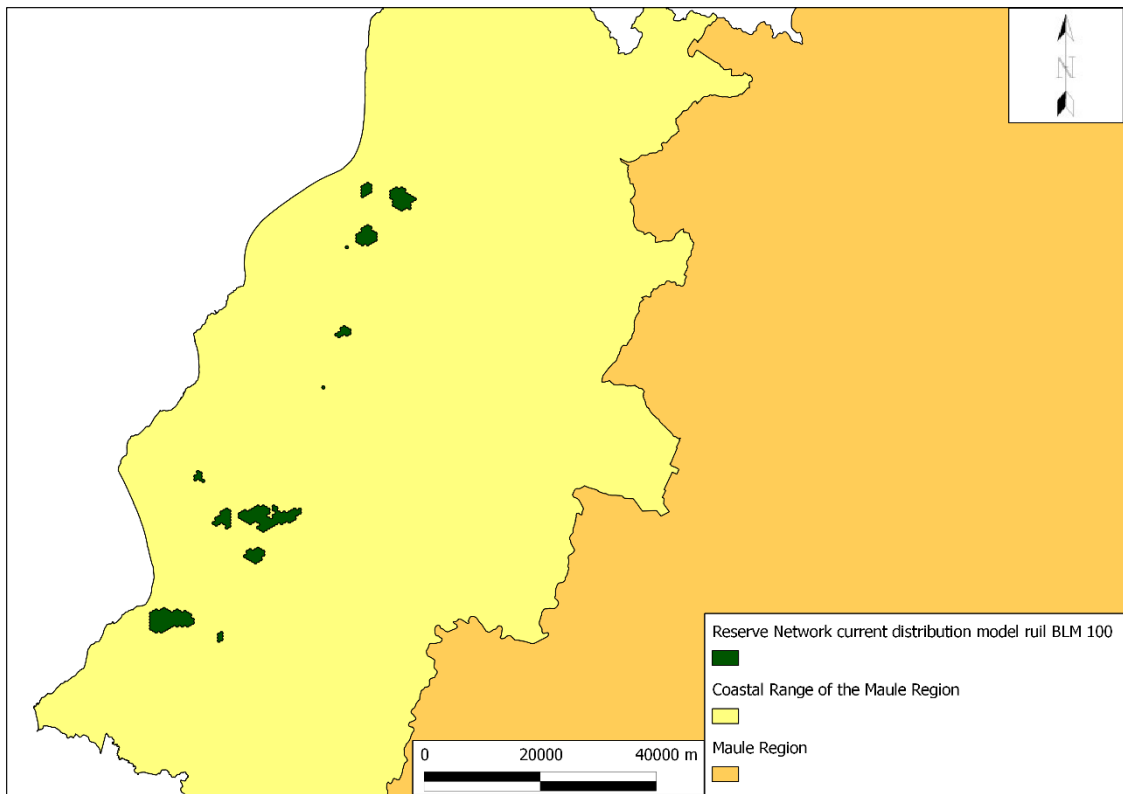 N
Reserve Network current distribution model ruil BLM 100
Coastal Range of the Maule Region
Maule Region
0 20000 40000 m